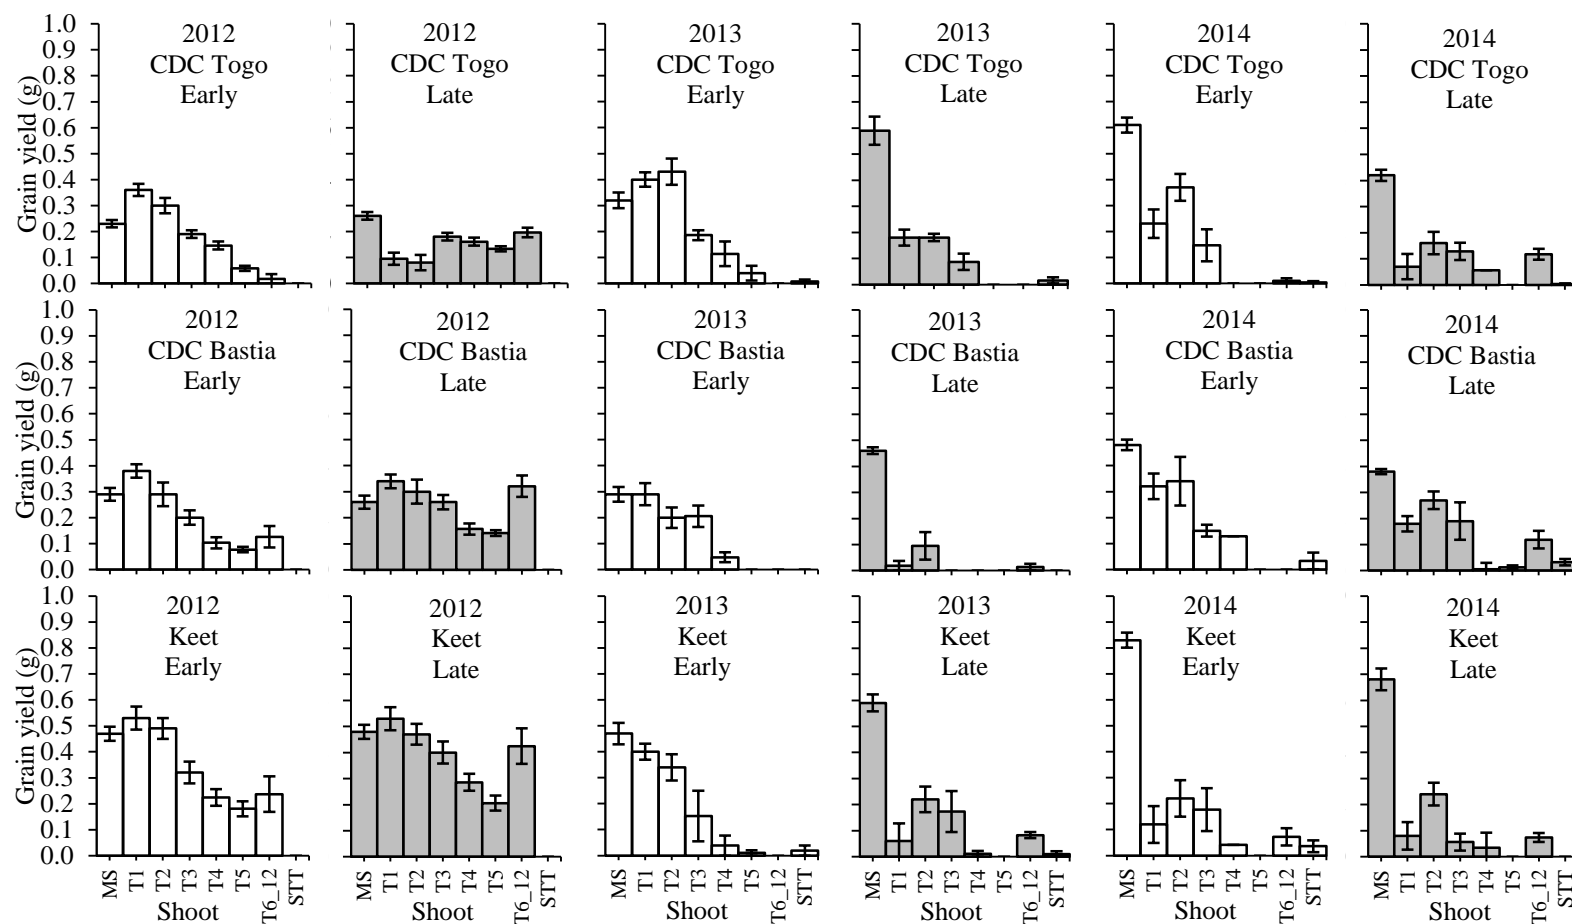 1.0
0.9
0.8
0.7
0.6
0.5
0.4
0.3
0.2
0.1
0.0
Grain yield (g)
2012
CDC Togo
Early
2012
CDC Togo
Late
2013
CDC Togo
Early
2013
CDC Togo
Late
2014
CDC Togo
Early
2014
CDC Togo
Late
1.0
0.9
0.8
0.7
0.6
0.5
0.4
0.3
0.2
0.1
0.0
Grain yield (g)
2012
CDC Bastia
Early
2012
CDC Bastia
Late
2013
CDC Bastia
Early
2013
CDC Bastia
Late
2014
CDC Bastia
Early
2014
CDC Bastia
Late
1.0
0.9
0.8
0.7
0.6
0.5
0.4
0.3
0.2
0.1
0.0
Grain yield (g)
2012
Keet
Early
2012
Keet
Late
2013
Keet
Early
2013
Keet
Late
2014
Keet
Early
2014
Keet
Late
MS T1 T2 T3 T4 T5 T6_12 STT
Shoot
MS T1 T2 T3 T4 T5 T6_12 STT
Shoot
MS T1 T2 T3 T4 T5 T6_12 STT
Shoot
MS T1 T2 T3 T4 T5 T6_12 STT
Shoot
MS T1 T2 T3 T4 T5 T6_12 STT
Shoot
MS T1 T2 T3 T4 T5 T6_12 STT
Shoot